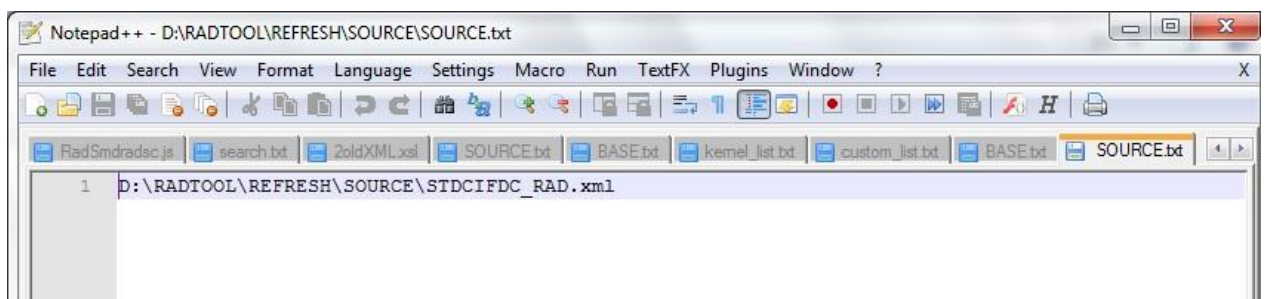 Notepad++ - D:\RADTOOL\REFRESH\SOURCE\SOURCE.txt
File Edit Search View Format Language Settings Macro Run TextFX Plugins Window ? X
RadSmdradsc.js search.txt 2oldXML.xsl SOURCE.txt BASE.txt kernel_list.txt custom_list.txt BASE.txt SOURCE.txt
1 D:\RADTOOL\REFRESH\SOURCE\STDCIFDC_RAD.xml